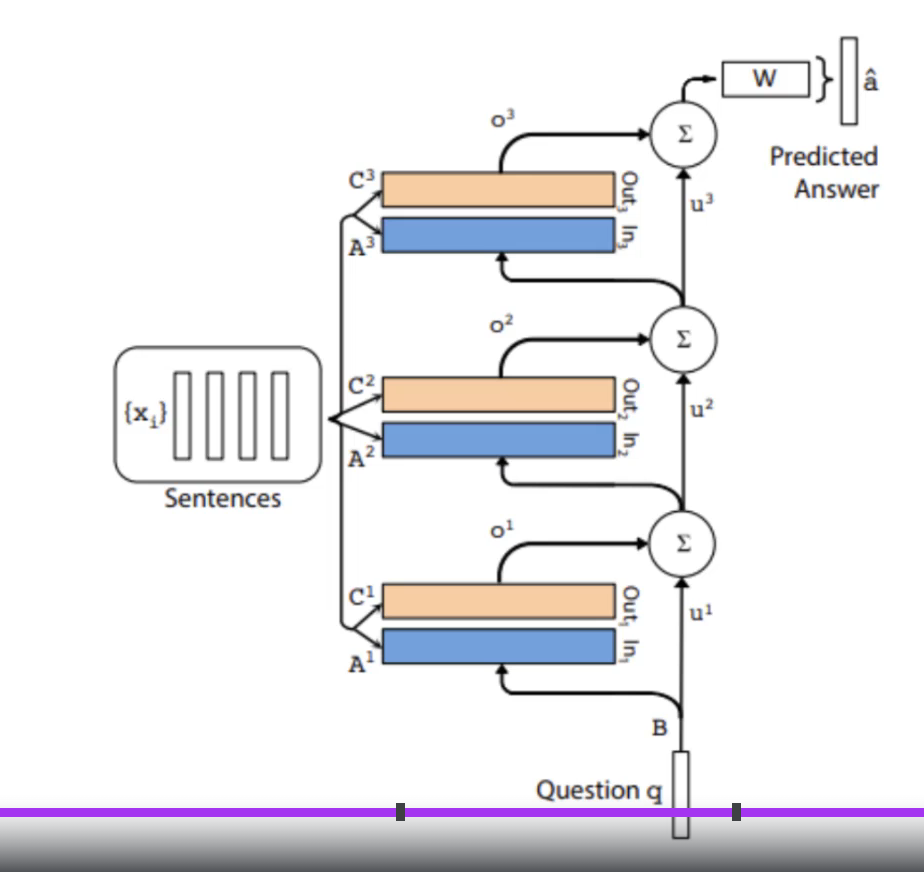 W
â
Predicted
Answer
o³
Σ
C³
Out₃
u³
A³
In₃
o²
Σ
C²
Out₂
u²
{xᵢ}
A²
In₂
Sentences
o¹
Σ
C¹
Out₁
u¹
A¹
In₁
B
Question q